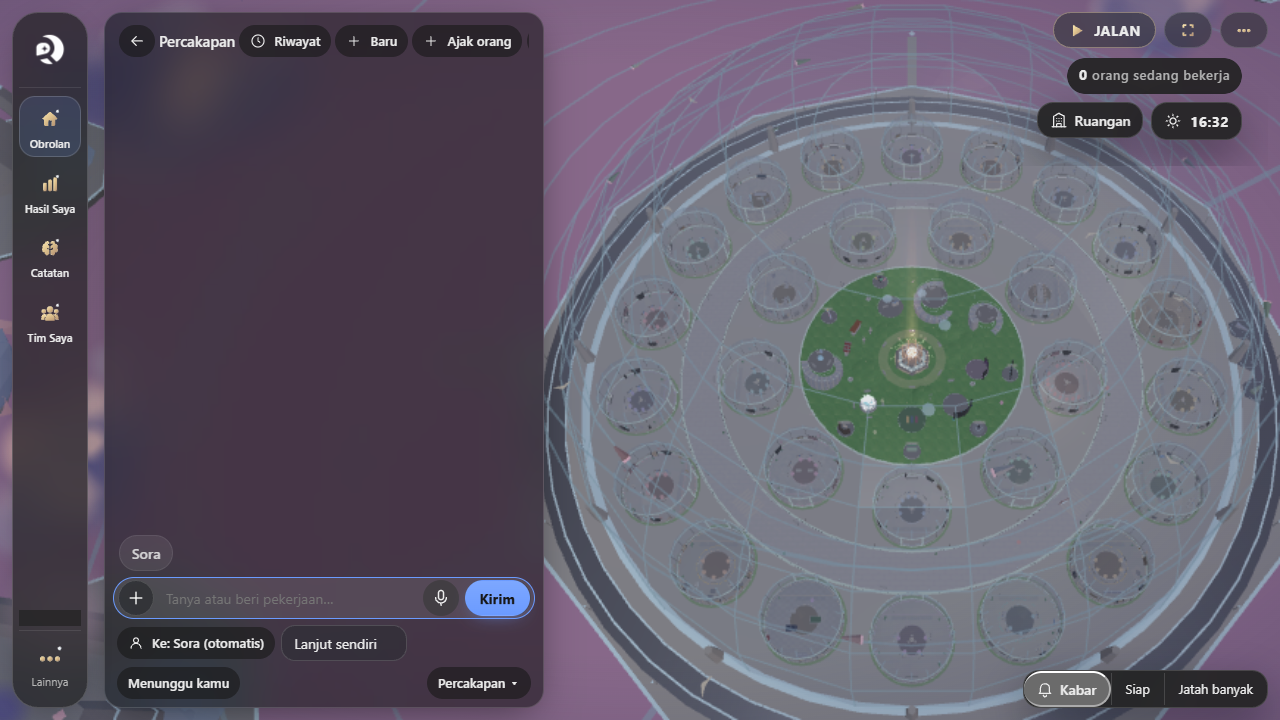 Percakapan
Riwayat
Baru
Ajak orang
JALAN
0 orang sedang bekerja
Ruangan
16:32
Obrolan
Hasil Saya
Catatan
Tim Saya
Lainnya
Sora
Tanya atau beri pekerjaan...
Kirim
Ke: Sora (otomatis)
Lanjut sendiri
Menunggu kamu
Percakapan
Kabar
Siap
Jatah banyak